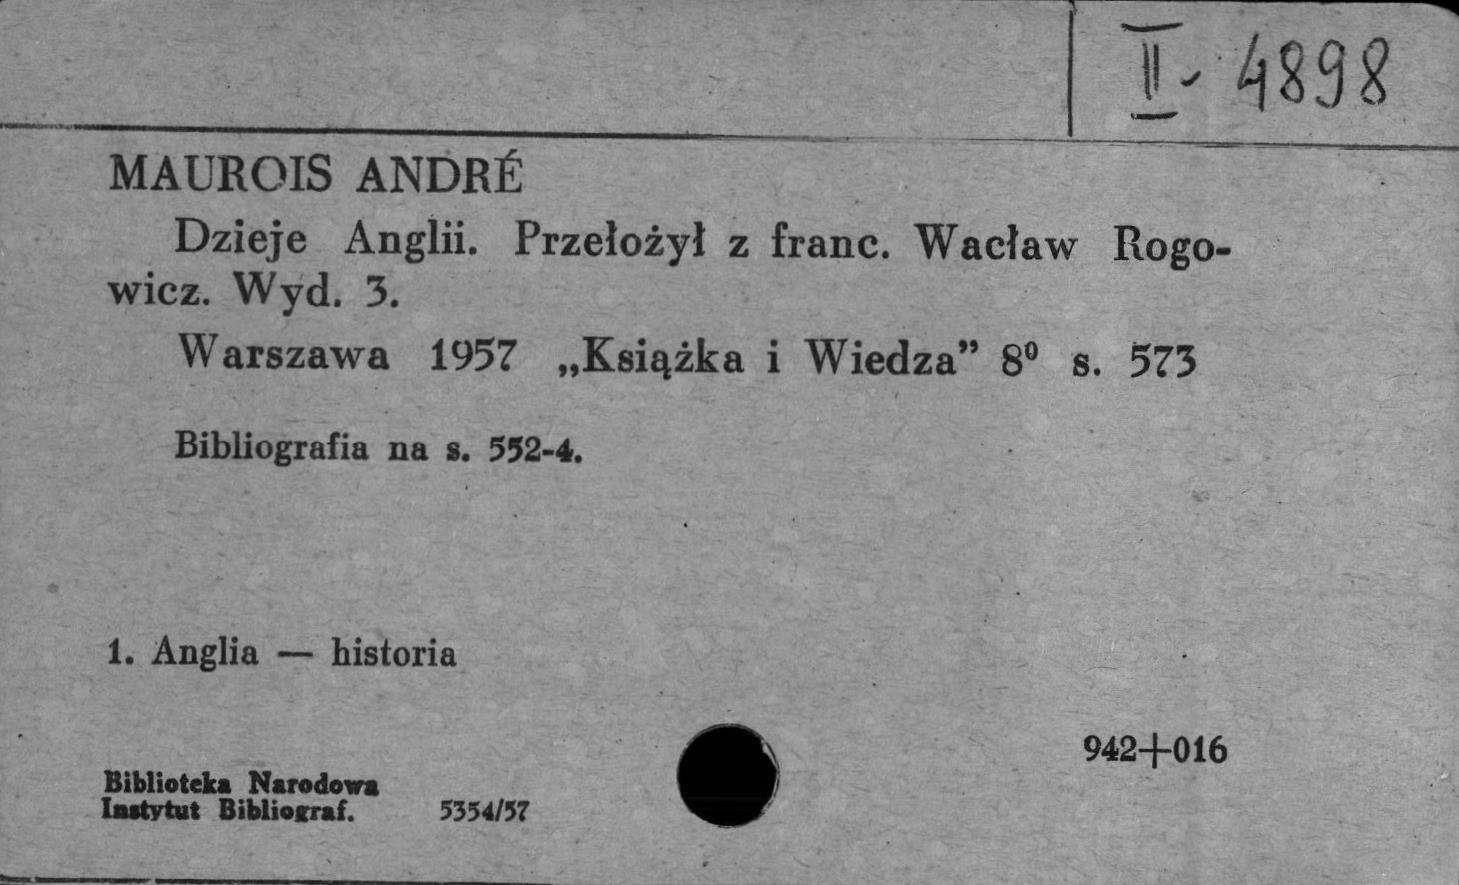 II - 4898
MAUROIS ANDRÉ
Dzieje Anglii. Przełożył z franc. Wacław Rogo-
wicz. Wyd. 3.
Warszawa 1957 „Książka i Wiedza” 8⁰ s. 573
Bibliografia na s. 552-4.
1. Anglia — historia
942+016
Biblioteka Narodowa
Instytut Bibliograf. 5354/57